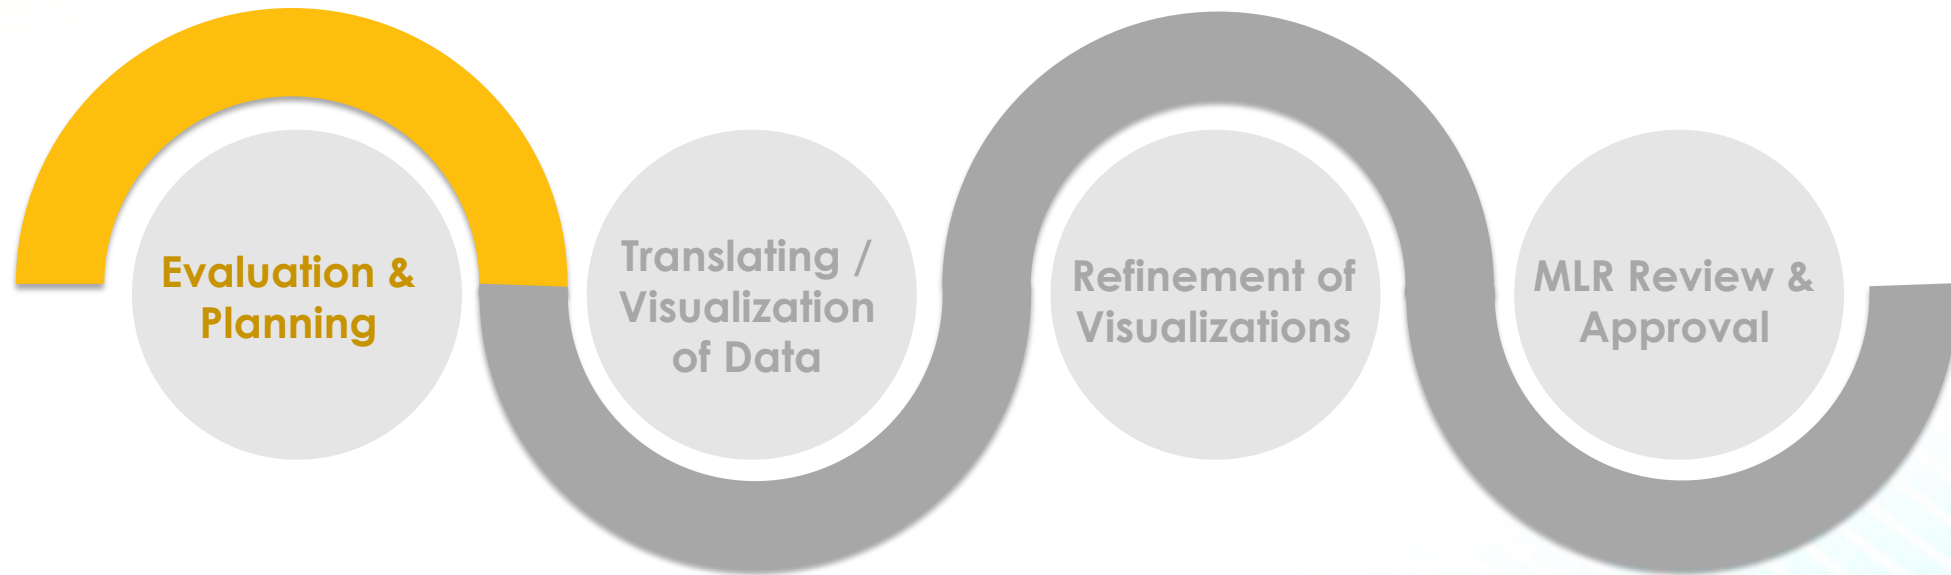 Evaluation &
Planning
Translating /
Visualization
of Data
Refinement of
Visualizations
MLR Review &
Approval